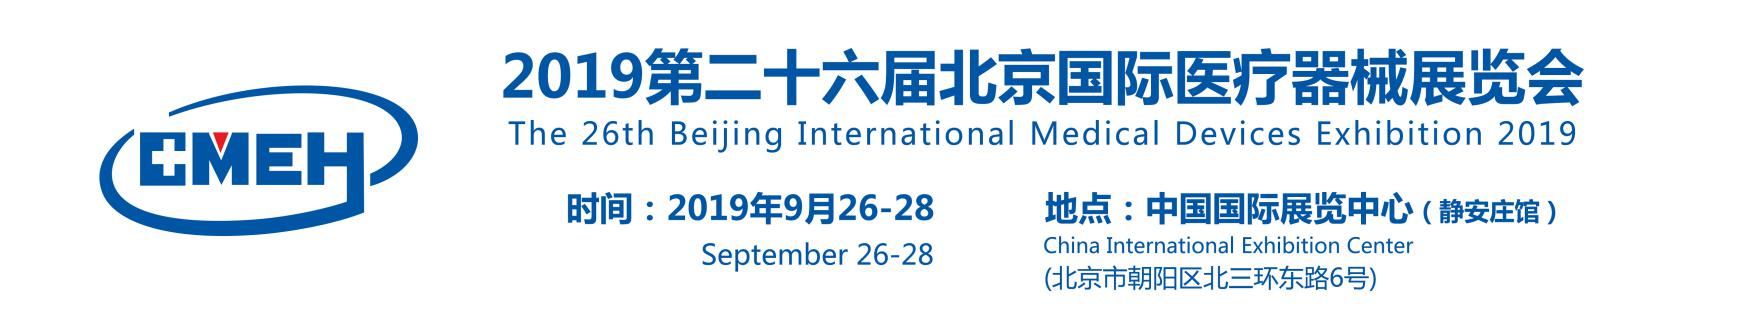 CMEH
2019第二十六届北京国际医疗器械展览会
The 26th Beijing International Medical Devices Exhibition 2019
时间：2019年9月26-28
September 26-28
地点：中国国际展览中心（静安庄馆）
China International Exhibition Center
(北京市朝阳区北三环东路6号)